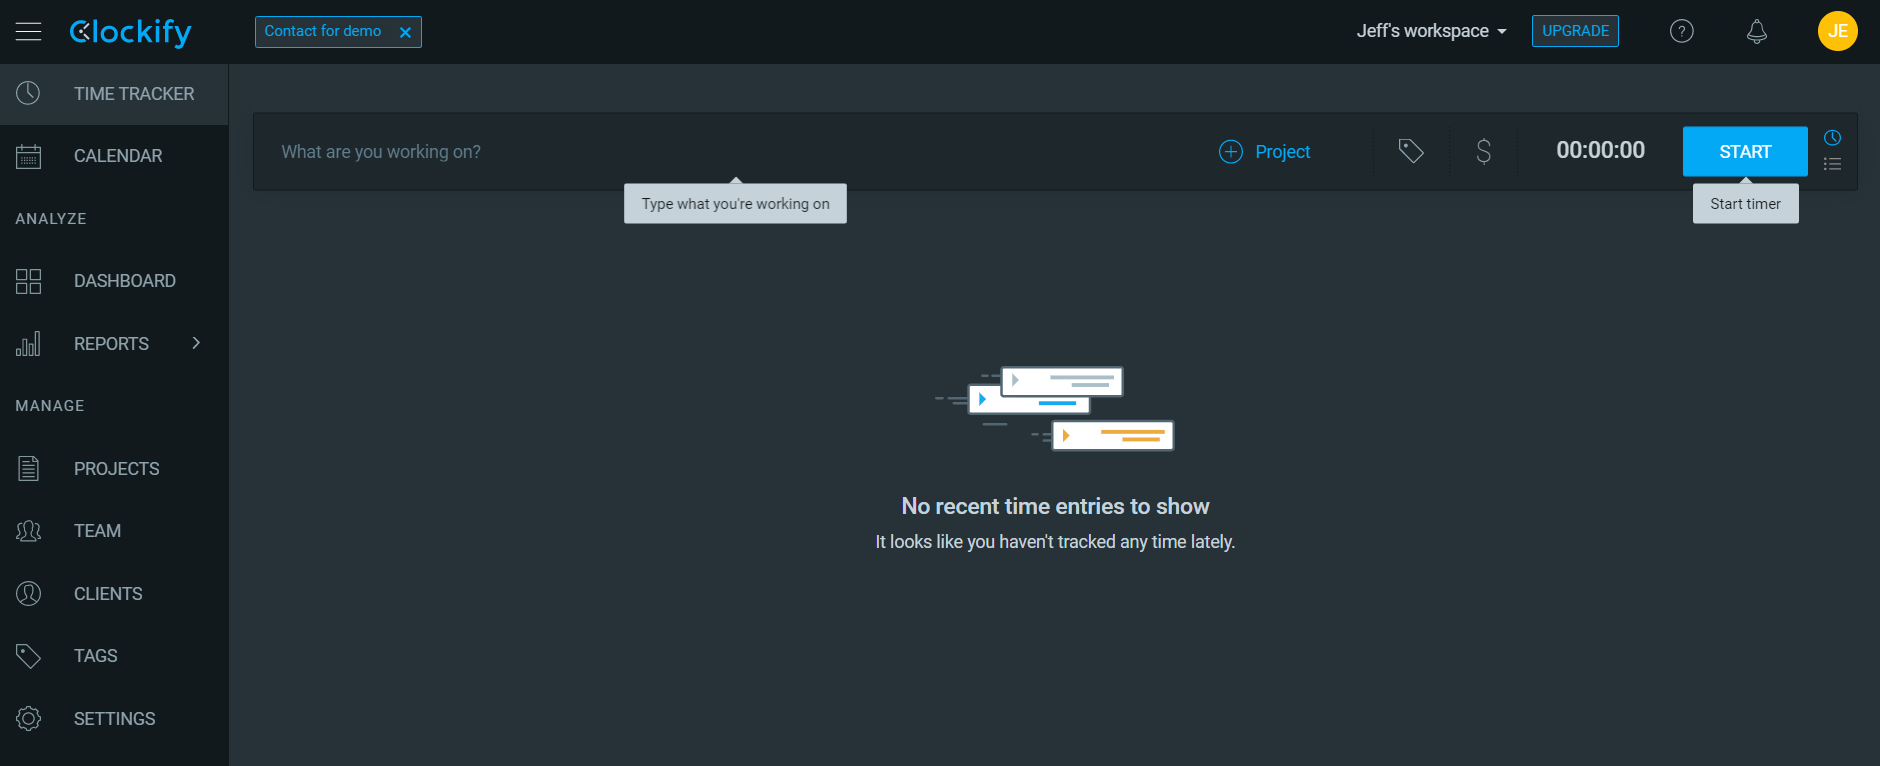 Clockify
Contact for demo
Jeff's workspace
UPGRADE
?
JE
TIME TRACKER
CALENDAR
ANALYZE
DASHBOARD
REPORTS
MANAGE
PROJECTS
TEAM
CLIENTS
TAGS
SETTINGS
What are you working on?
Project
$
00:00:00
START
Type what you're working on
Start timer
No recent time entries to show
It looks like you haven't tracked any time lately.